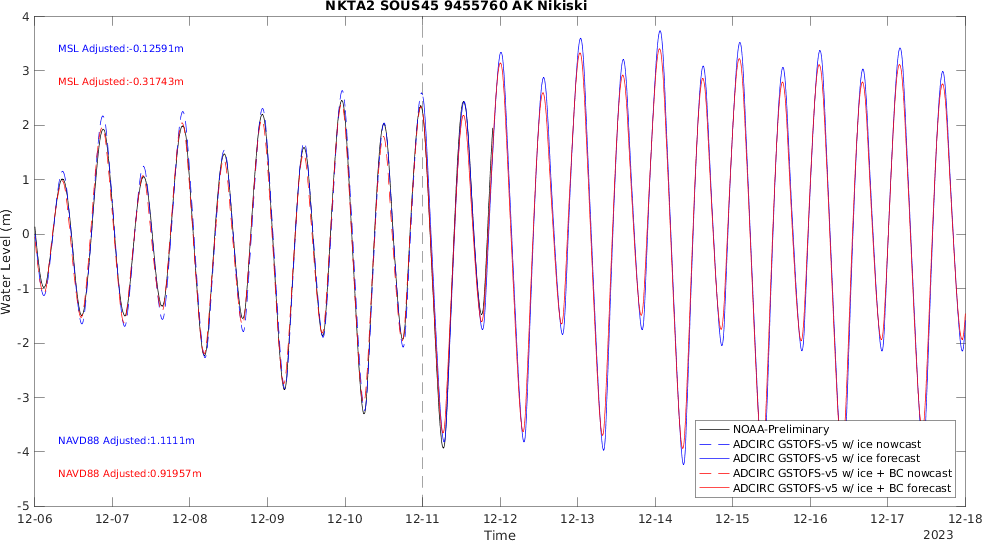 NKTA2 SOUS45 9455760 AK Nikiski
4
3
2
1
0
-1
-2
-3
-4
-5
Water Level (m)
MSL Adjusted:-0.12591m
MSL Adjusted:-0.31743m
NAVD88 Adjusted:1.1111m
NAVD88 Adjusted:0.91957m
NOAA-Preliminary
ADCIRC GSTOFS-v5 w/ ice nowcast
ADCIRC GSTOFS-v5 w/ ice forecast
ADCIRC GSTOFS-v5 w/ ice + BC nowcast
ADCIRC GSTOFS-v5 w/ ice + BC forecast
12-06 12-07 12-08 12-09 12-10 12-11 12-12 12-13 12-14 12-15 12-16 12-17 12-18
Time
2023